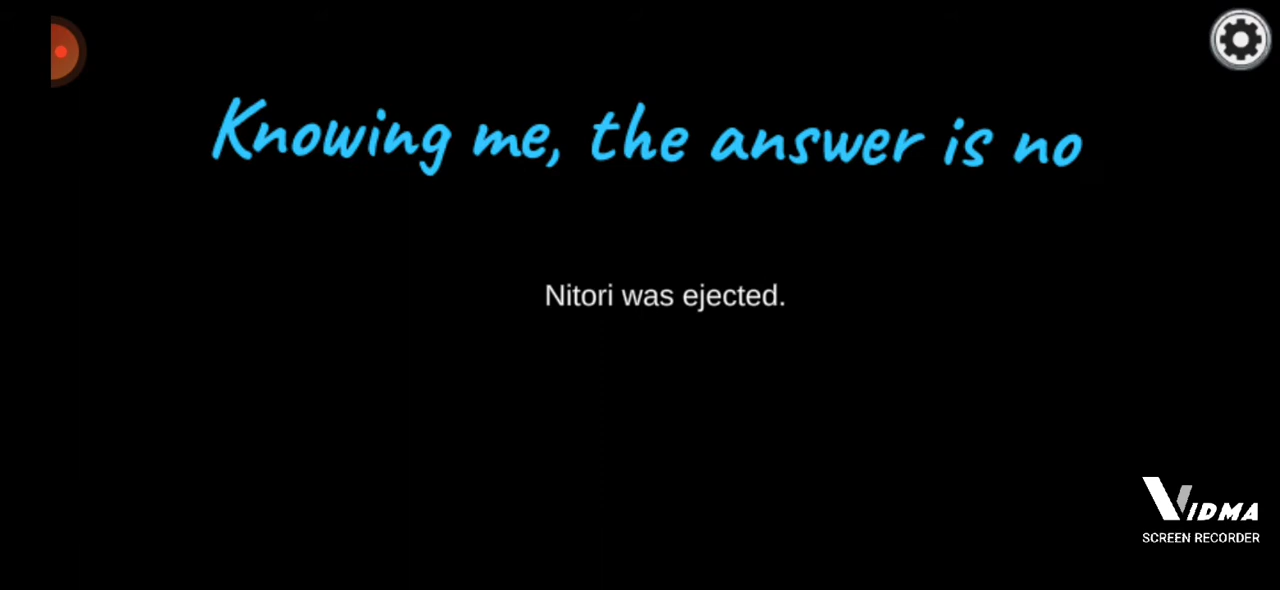 Knowing me, the answer is no
Nitori was ejected.
VIDMA
SCREEN RECORDER